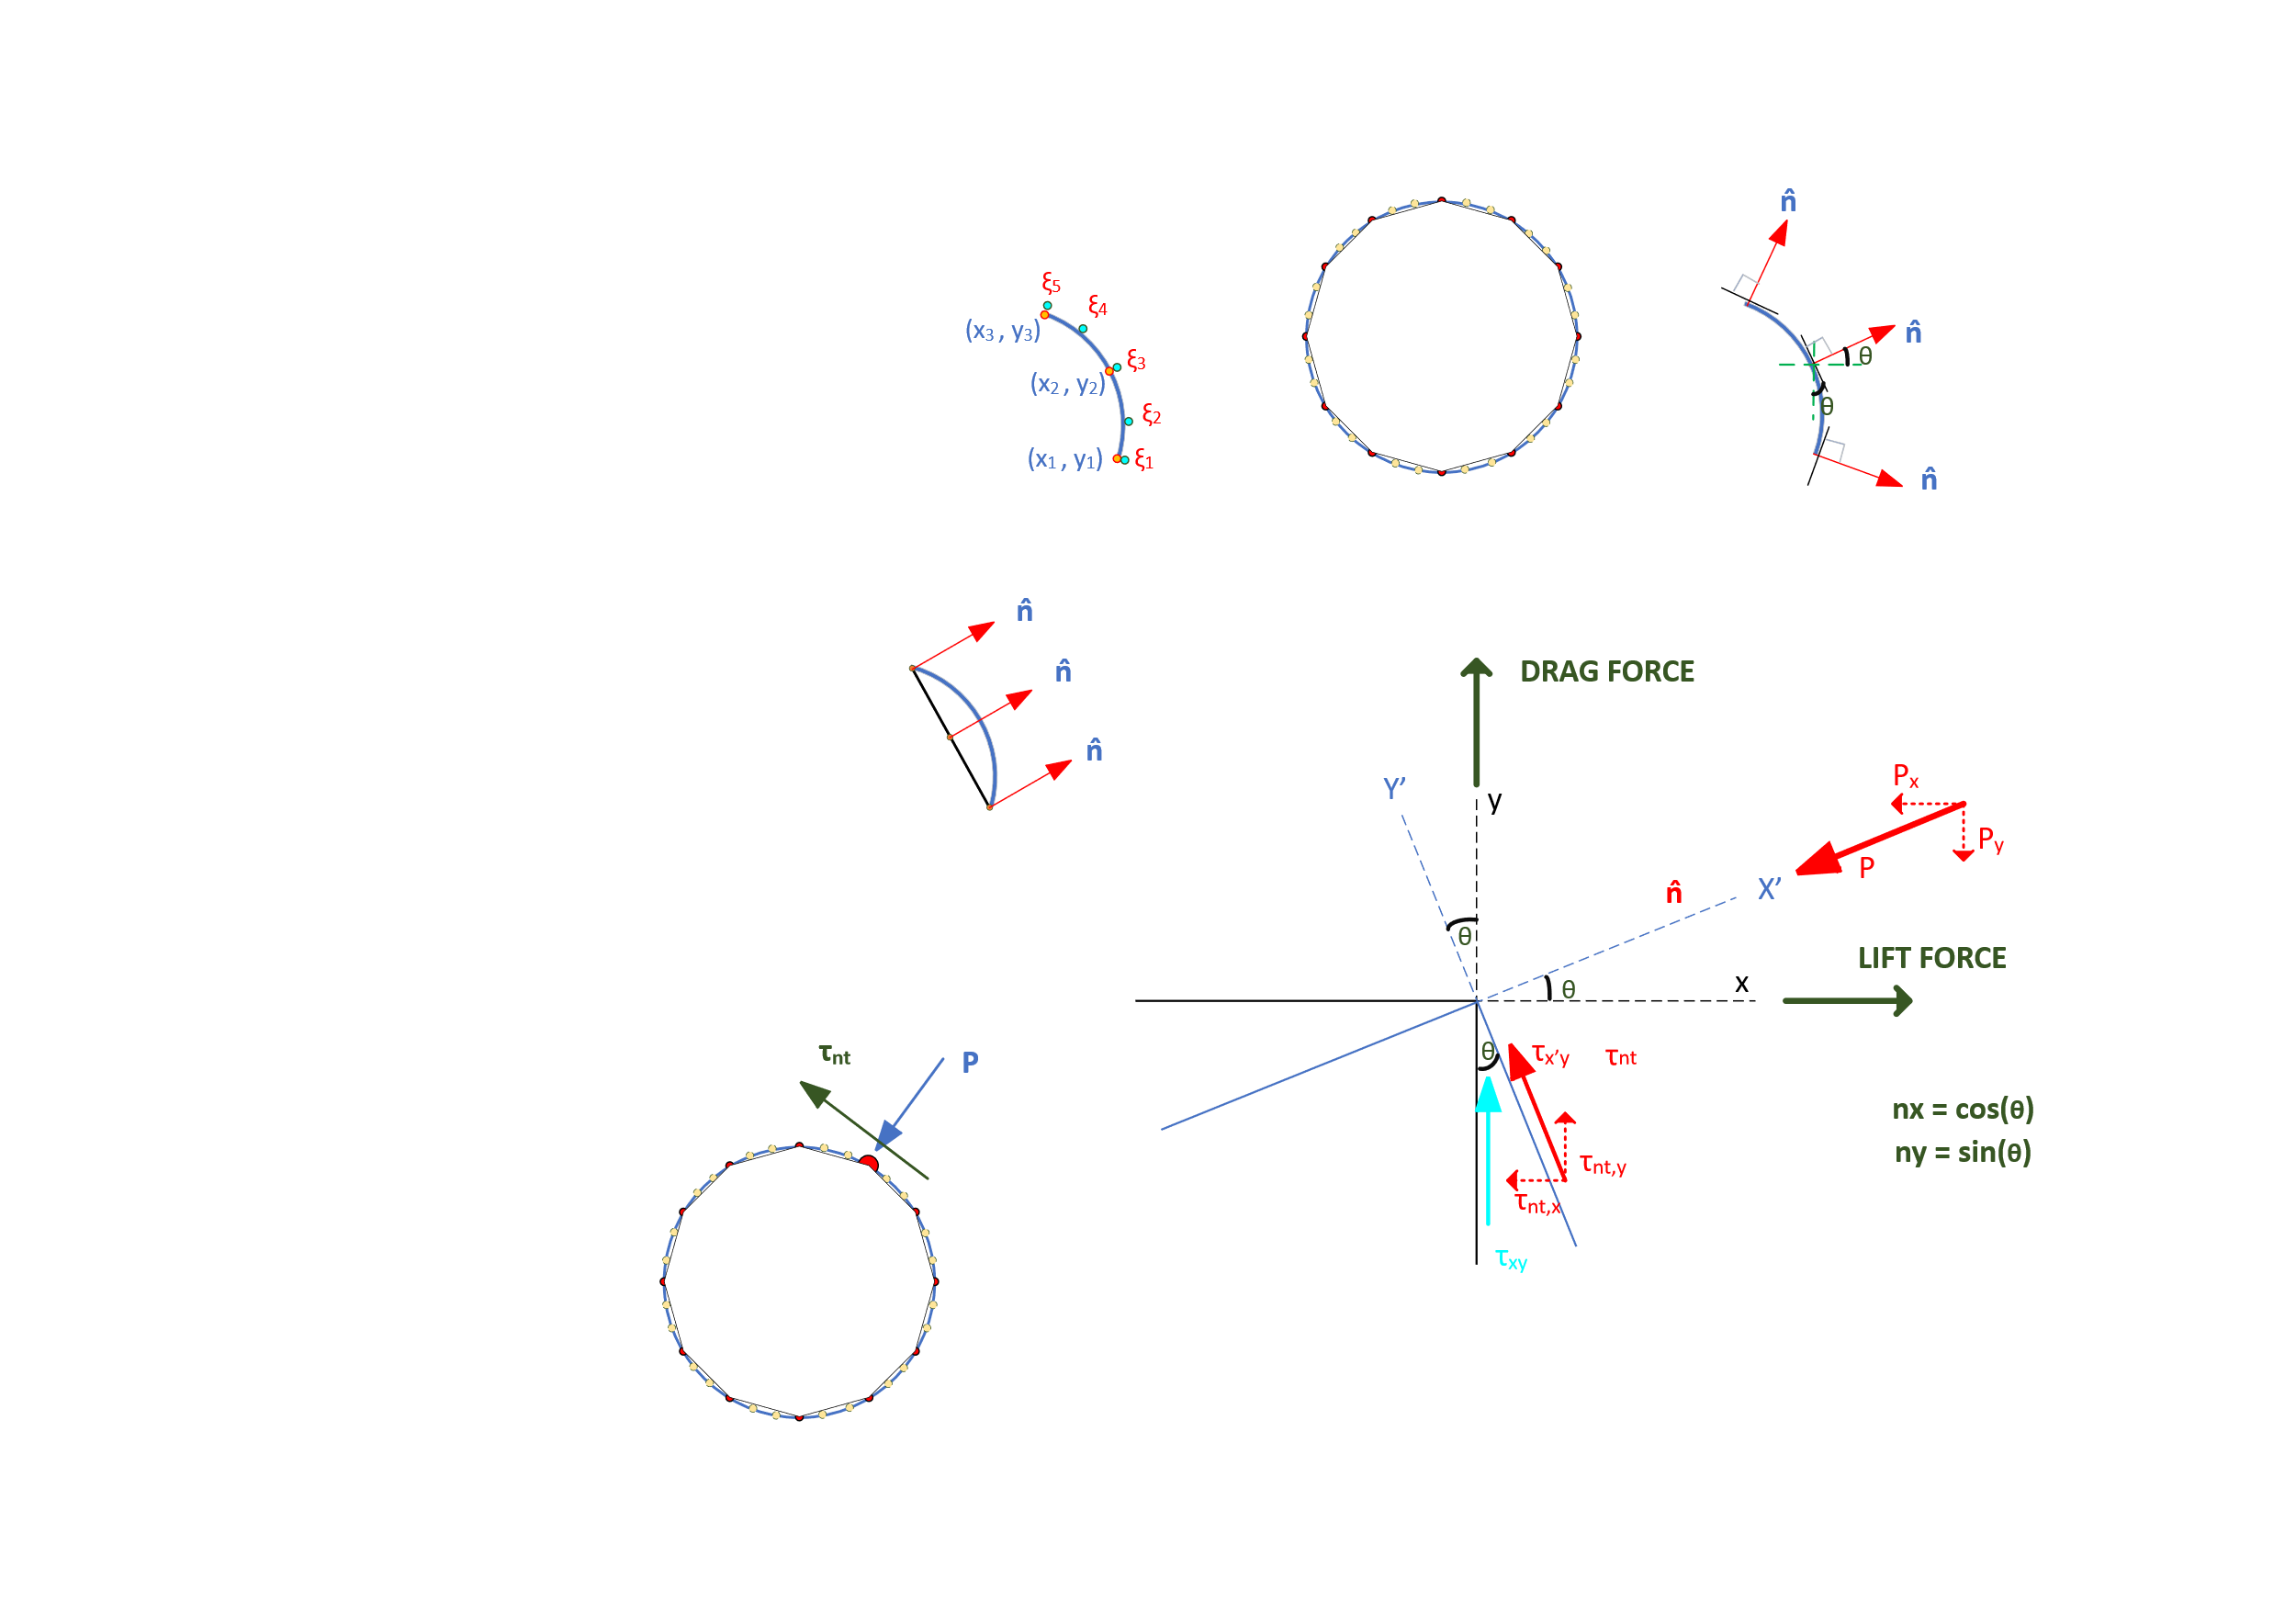 n̂
ξ5
ξ4
(x3 , y3)
n̂
θ
ξ3
(x2 , y2)
θ
ξ2
(x1 , y1)
ξ1
n̂
n̂
n̂
n̂
DRAG FORCE
Y’
y
Px
Py
P
X’
n̂
θ
LIFT FORCE
x
θ
τnt
P
θ
τx’y
τnt
nx = cos(θ)
ny = sin(θ)
τnt,y
τnt,x
τxy